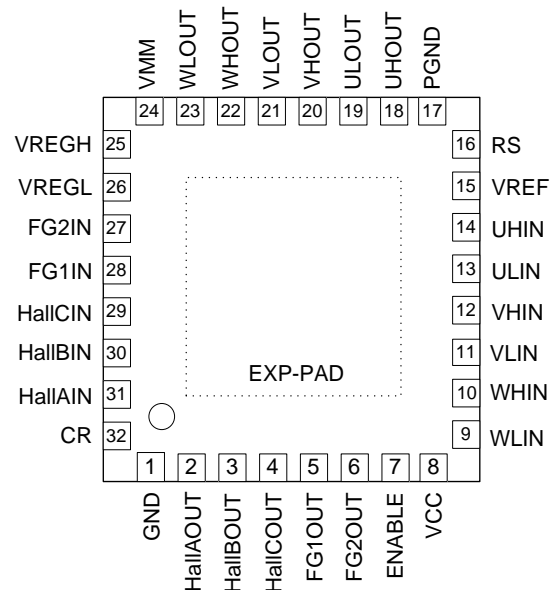 VMM
WLOUT
WHOUT
VLOUT
VHOUT
ULOUT
UHOUT
PGND
24 23 22 21 20 19 18 17
VREGH 25 16 RS
VREGL 26 15 VREF
FG2IN 27 14 UHIN
FG1IN 28 13 ULIN
HallCIN 29 12 VHIN
HallBIN 30 11 VLIN
EXP-PAD
HallAIN 31 10 WHIN
CR 32 9 WLIN
1 2 3 4 5 6 7 8
GND
HallAOUT
HallBOUT
HallCOUT
FG1OUT
FG2OUT
ENABLE
VCC